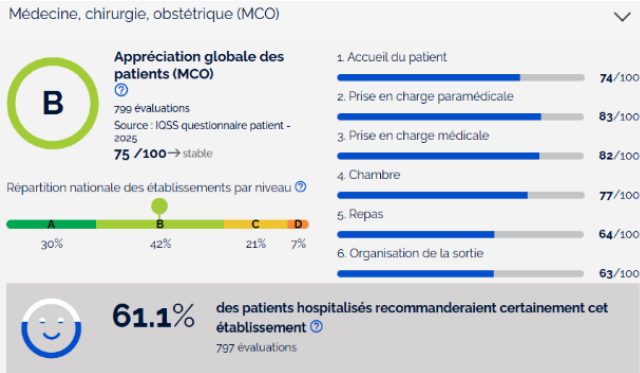 Médecine, chirurgie, obstétrique (MCO)
B
Appréciation globale des
patients (MCO)
?
799 évaluations
Source : IQSS questionnaire patient -
2025
75 /100→ stable
Répartition nationale des établissements par niveau ?
A B C D
30% 42% 21% 7%
1. Accueil du patient
74/100
2. Prise en charge paramédicale
83/100
3. Prise en charge médicale
82/100
4. Chambre
77/100
5. Repas
64/100
6. Organisation de la sortie
63/100
61.1%
des patients hospitalisés recommanderaient certainement cet
établissement ?
797 évaluations